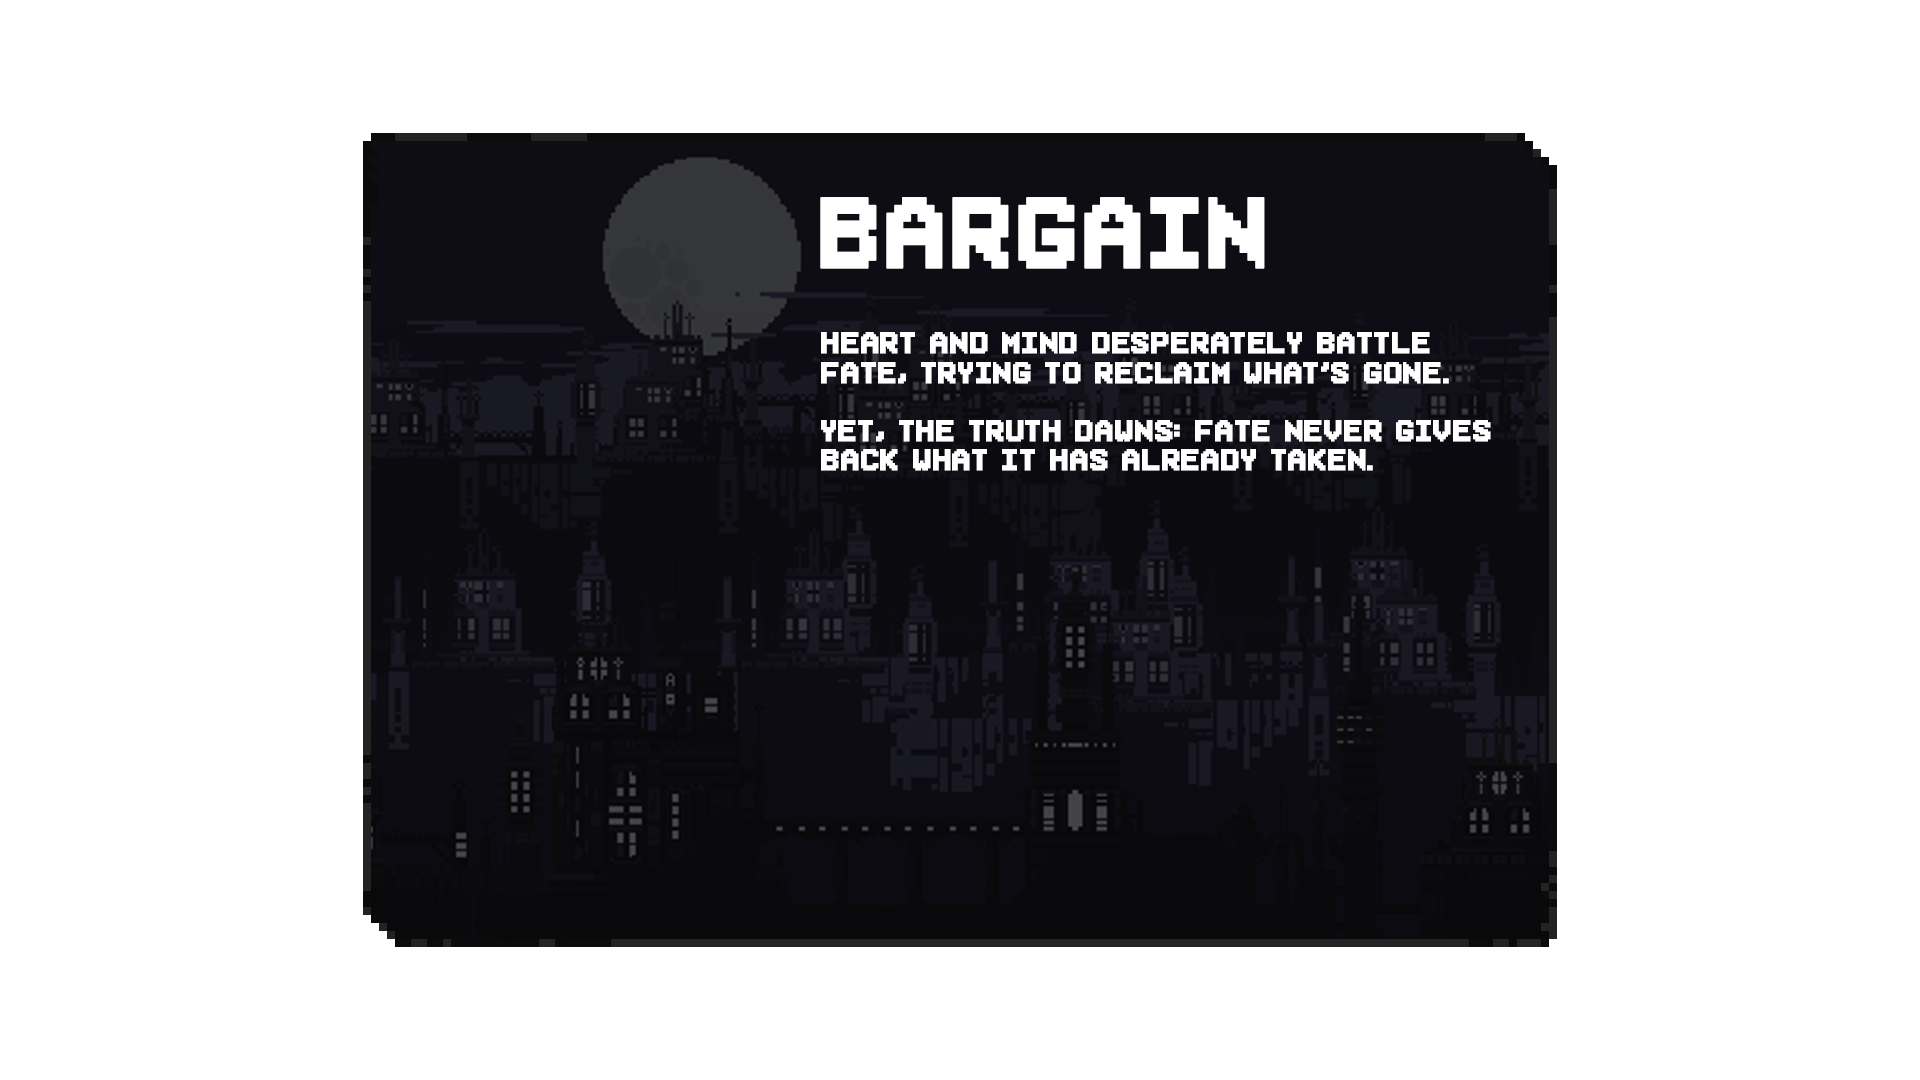 BARGAIN
HEART AND MIND DESPERATELY BATTLE
FATE, TRYING TO RECLAIM WHAT'S GONE.
YET, THE TRUTH DAWNS: FATE NEVER GIVES
BACK WHAT IT HAS ALREADY TAKEN.